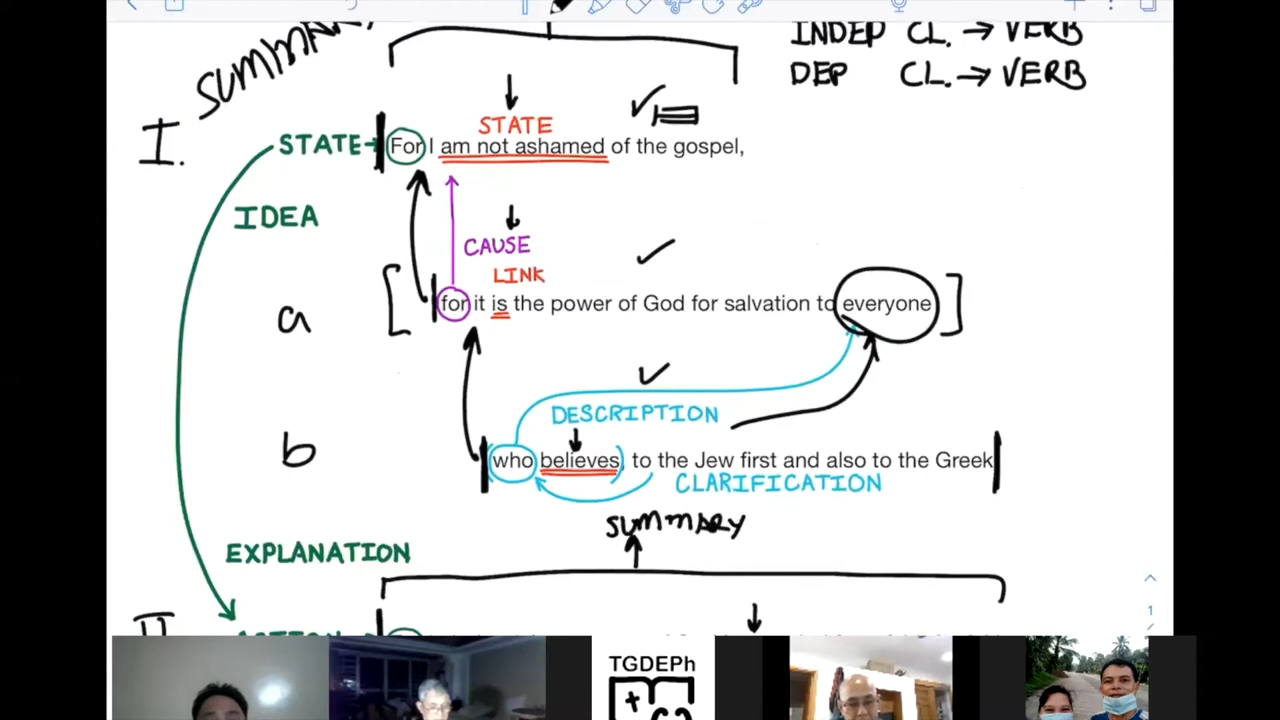 SUMMARY
INDEP CL. → VERB
DEP CL. → VERB
I.
STATE
STATE
For I am not ashamed of the gospel,
IDEA
CAUSE
LINK
a
[for it is the power of God for salvation to everyone]
DESCRIPTION
b
(who believes) to the Jew first and also to the Greek
CLARIFICATION
SUMMARY
EXPLANATION
1
II
TGDEPh